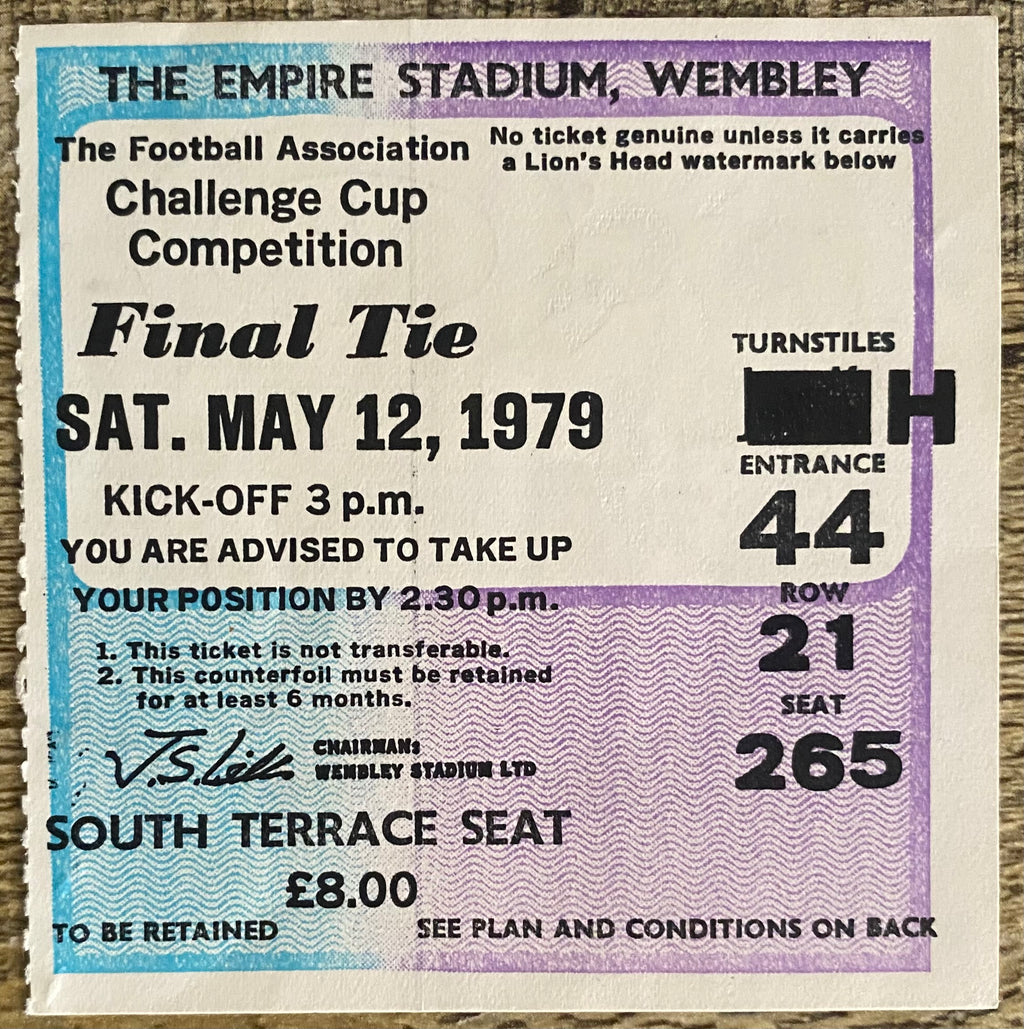 THE EMPIRE STADIUM, WEMBLEY
The Football Association
Challenge Cup
Competition
No ticket genuine unless it carries
a Lion's Head watermark below
Final Tie
SAT. MAY 12, 1979
KICK-OFF 3 p.m.
YOU ARE ADVISED TO TAKE UP
YOUR POSITION BY 2.30 p.m.
1. This ticket is not transferable.
2. This counterfoil must be retained
for at least 6 months.
CHAIRMAN:
WEMBLEY STADIUM LTD
SOUTH TERRACE SEAT
£8.00
TO BE RETAINED
TURNSTILES
H
ENTRANCE
44
ROW
21
SEAT
265
SEE PLAN AND CONDITIONS ON BACK